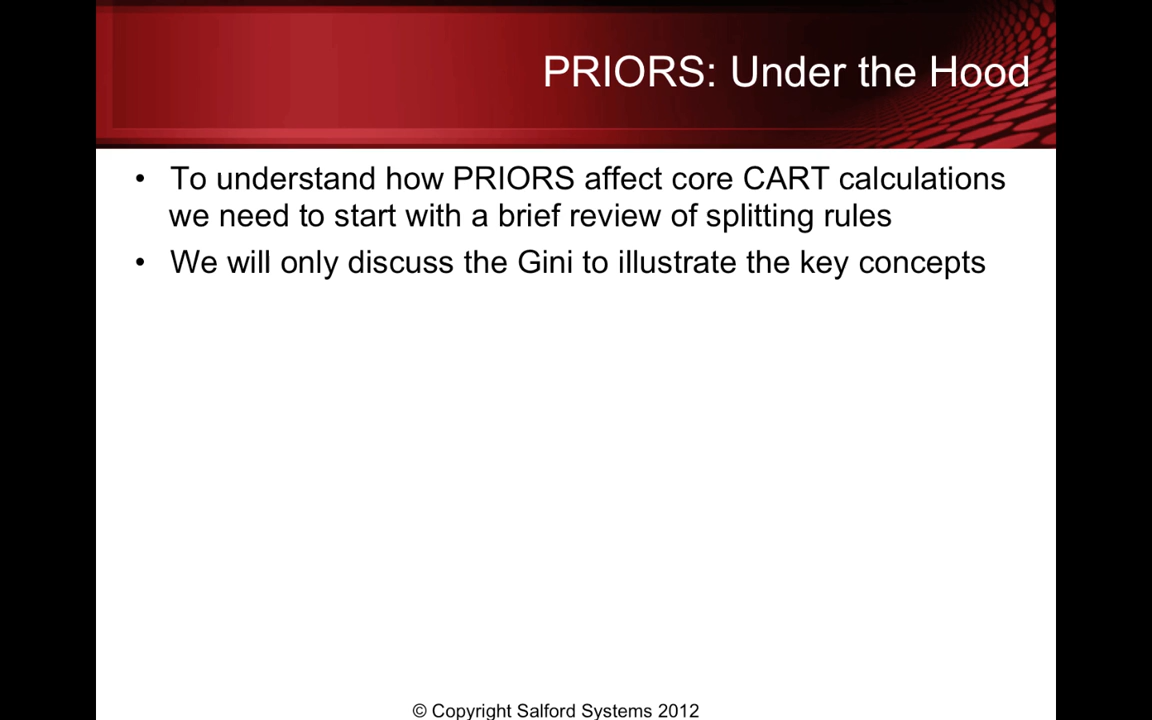 PRIORS: Under the Hood
• To understand how PRIORS affect core CART calculations
we need to start with a brief review of splitting rules
• We will only discuss the Gini to illustrate the key concepts
© Copyright Salford Systems 2012